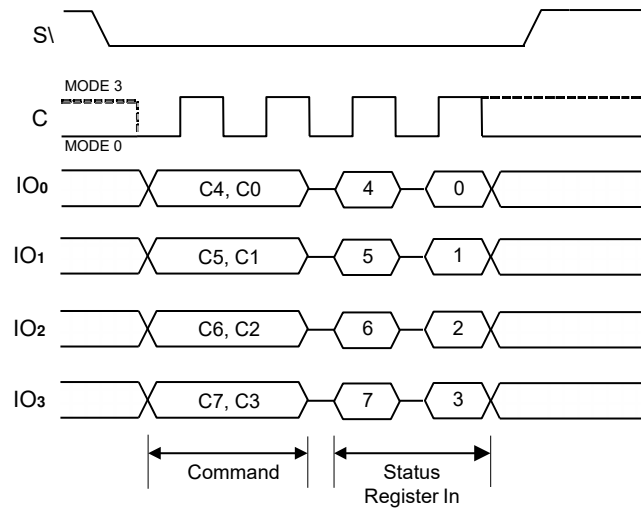 S\
MODE 3
C
MODE 0
IO0 C4, C0 4 0
IO1 C5, C1 5 1
IO2 C6, C2 6 2
IO3 C7, C3 7 3
Command Status
Register In